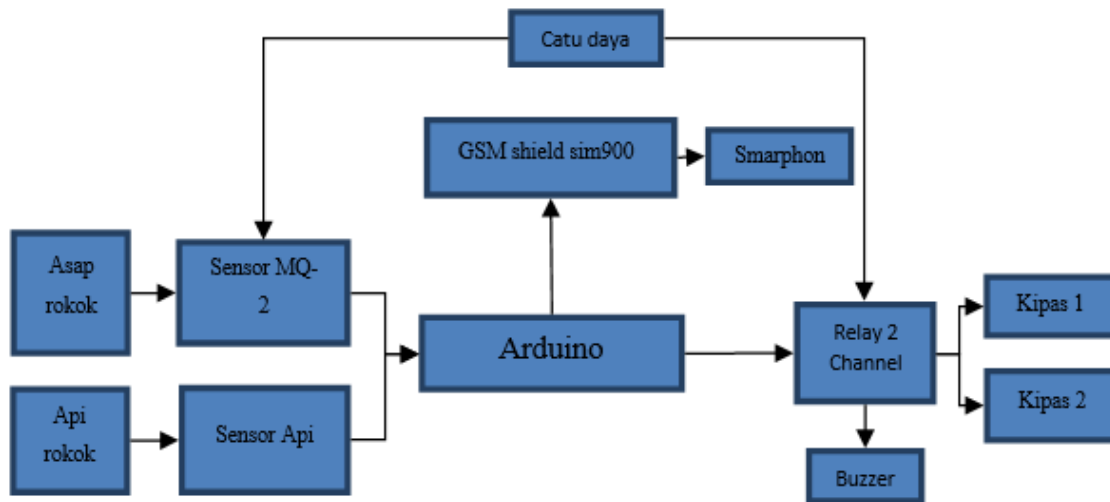 Catu daya
GSM shield sim900
Smarphon
Asap
rokok
Sensor MQ-
2
Arduino
Relay 2
Channel
Kipas 1
Kipas 2
Api
rokok
Sensor Api
Buzzer